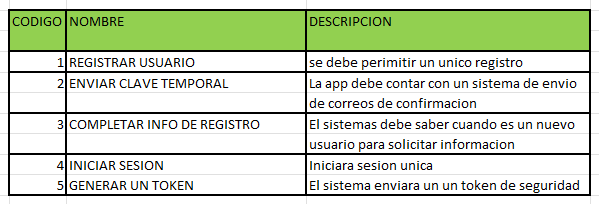 CODIGO NOMBRE DESCRIPCION
1 REGISTRAR USUARIO se debe perimitir un unico registro
2 ENVIAR CLAVE TEMPORAL La app debe contar con un sistema de envio
de correos de confirmacion
3 COMPLETAR INFO DE REGISTRO El sistemas debe saber cuando es un nuevo
usuario para solicitar informacion
4 INICIAR SESION Iniciara sesion unica
5 GENERAR UN TOKEN El sistema enviara un un token de seguridad